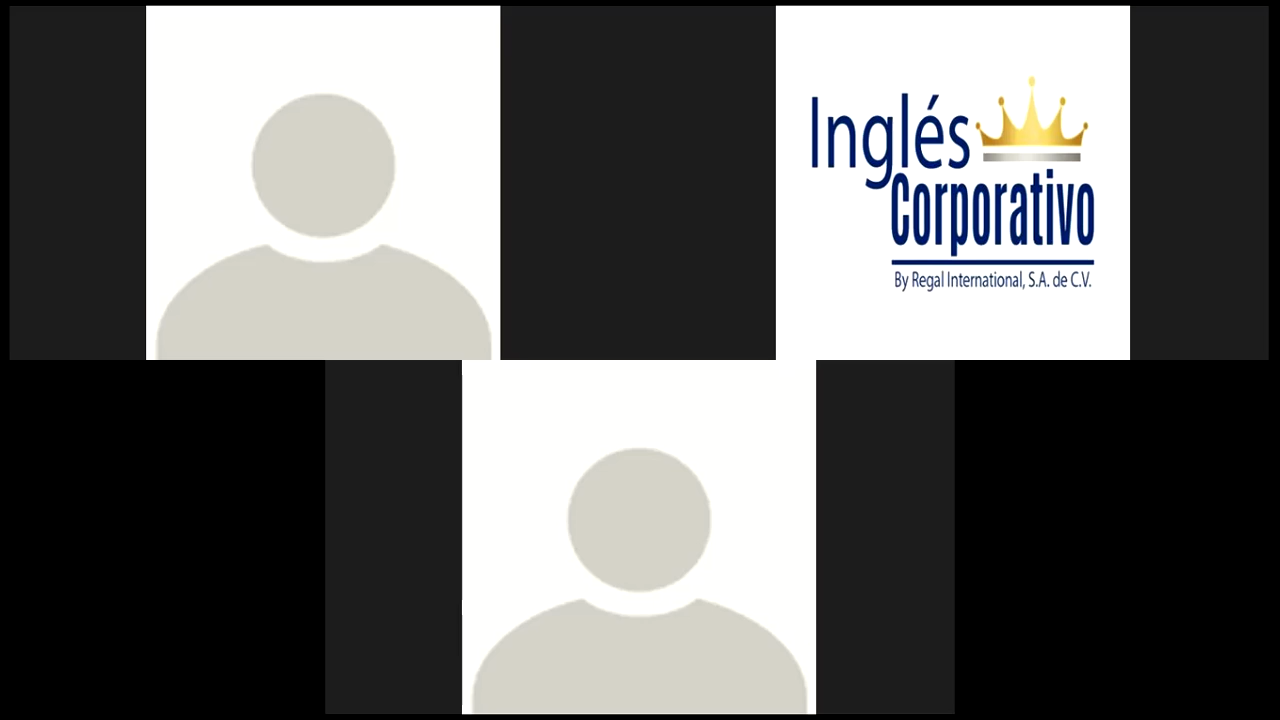 Inglés
Corporativo
By Regal International, S.A. de C.V.